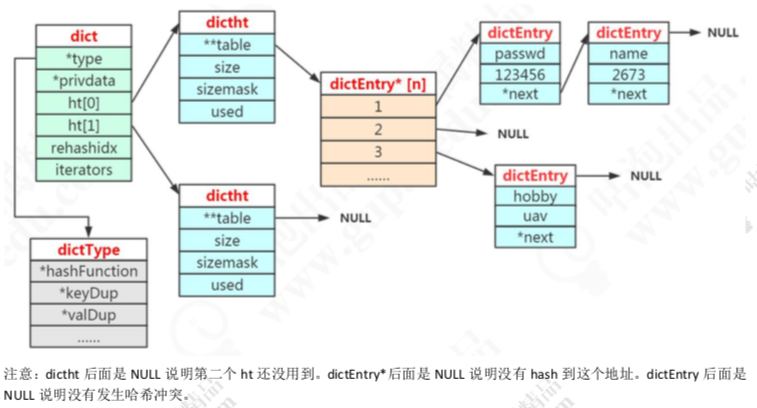 dict
*type
*privdata
ht[0]
ht[1]
rehashidx
iterators
dictType
*hashFunction
*keyDup
*valDup
......
dictht
**table
size
sizemask
used
dictht
**table
size
sizemask
used
NULL
dictEntry* [n]
1
2
3
......
NULL
dictEntry
passwd
123456
*next
dictEntry
name
2673
*next
NULL
dictEntry
hobby
uav
*next
NULL
注意：dictht 后面是 NULL 说明第二个 ht 还没用到。dictEntry*后面是 NULL 说明没有 hash 到这个地址。dictEntry 后面是
NULL 说明没有发生哈希冲突。